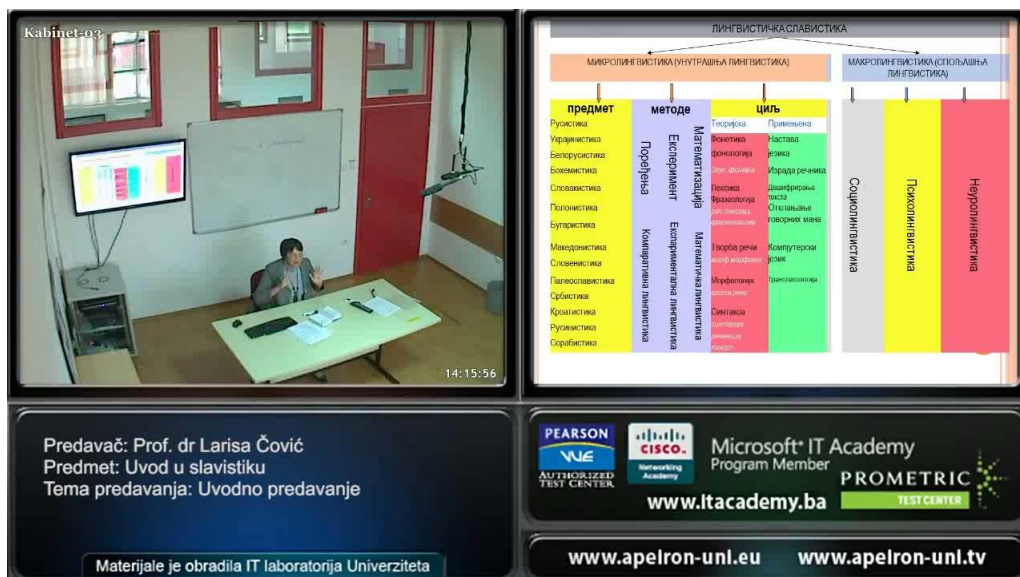 Kabinet-03
14:15:56
ЛИНГВИСТИЧКА СЛАВИСТИКА
МИКРОЛИНГВИСТИКА (УНУТРАШЊА ЛИНГВИСТИКА)
МАКРОЛИНГВИСТИКА (СПОЉАШЊА
ЛИНГВИСТИКА)
предмет
Русистика
Украјинистика
Белорусистика
Бохемистика
Словакистика
Полонистика
Бугаристика
Македонистика
Словенистика
Палеославистика
Србистика
Кроатистика
Русинистика
Сорабистика
методе
Поређења
Експеримент
Математизација
Компаративна лингвистика
Експериментална лингвистика
Математичка лингвистика
циљ
Теоријска
Фонетика
фонологија
Лексика
Фразеологија
Творба речи
Морфологија
Синтакса
Примењена
Настава
језика
Израда речника
Дешифрирање
текста
Отклањање
говорних мана
Компјутерски
језик
Транслатологија
Социолингвистика
Психолингвистика
Неуролингвистика
Predavač: Prof. dr Larisa Čović
Predmet: Uvod u slavistiku
Tema predavanja: Uvodno predavanje
Materijale je obradila IT laboratorija Univerziteta
PEARSON
VUE
AUTHORIZED
TEST CENTER
CISCO
Networking
Academy
Microsoft IT Academy
Program Member
PROMETRIC
TEST CENTER
www.itacademy.ba
www.apeiron-uni.eu
www.apeiron-uni.tv